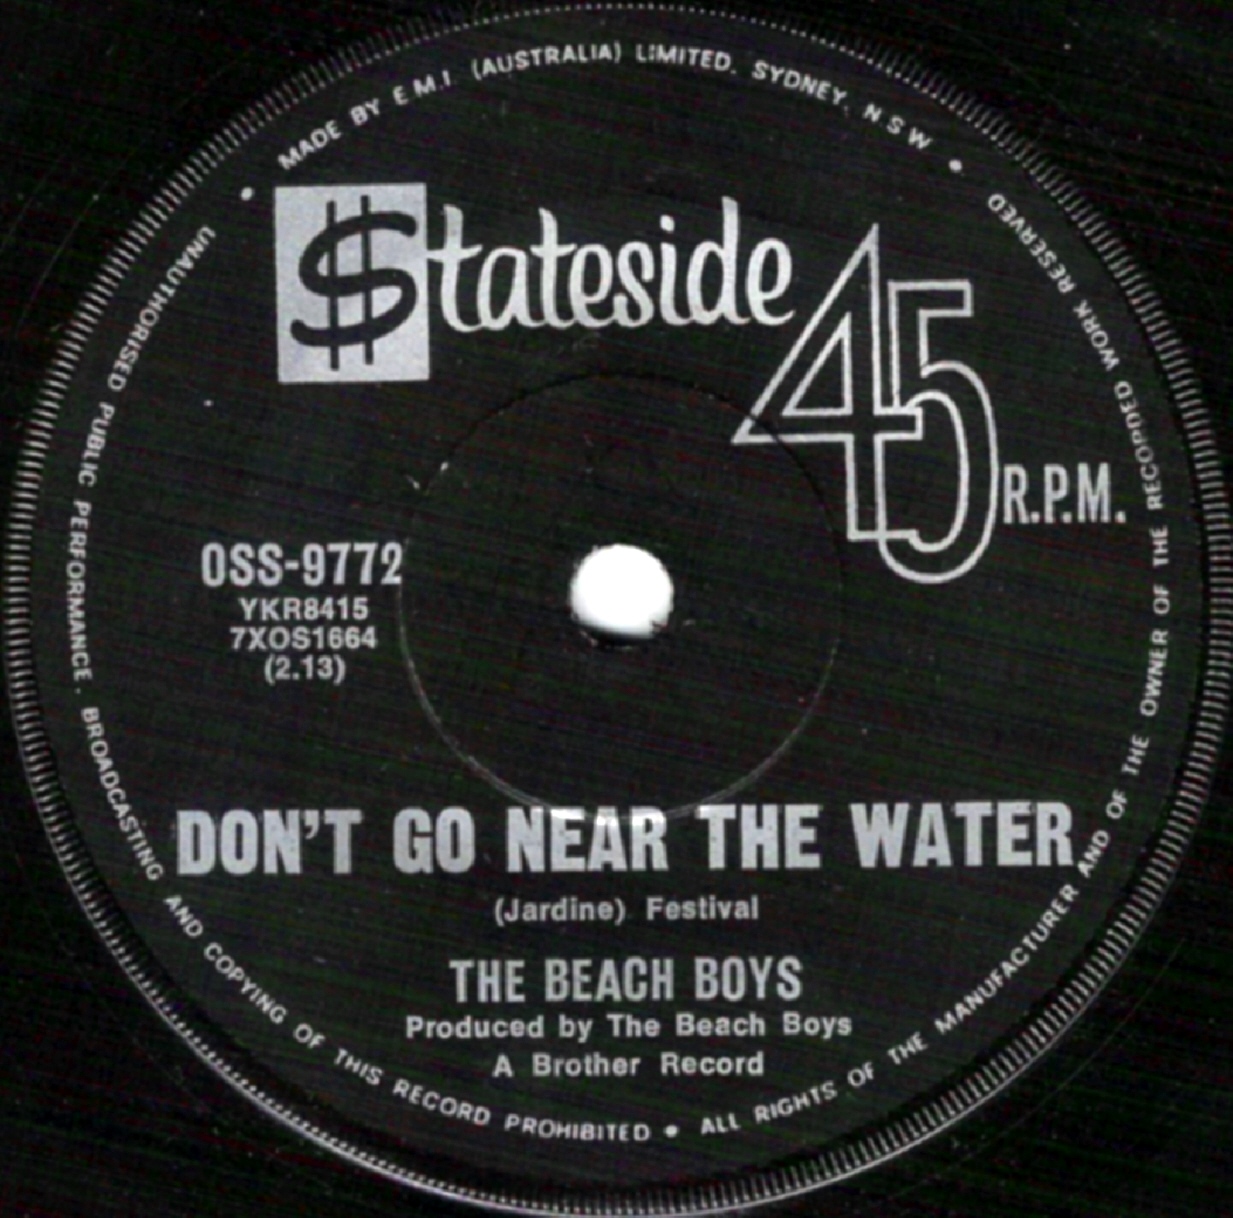 MADE BY E.M.I (AUSTRALIA) LIMITED. SYDNEY. N S W
$tateside
45
R.P.M.
OSS-9772
YKR8415
7XOS1664
(2.13)
DON'T GO NEAR THE WATER
(Jardine) Festival
THE BEACH BOYS
Produced by The Beach Boys
A Brother Record
UNAUTHORISED PUBLIC PERFORMANCE. BROADCASTING AND COPYING OF THIS RECORD PROHIBITED • ALL RIGHTS OF THE MANUFACTURER AND OF THE OWNER OF THE RECORDED WORK RESERVED •